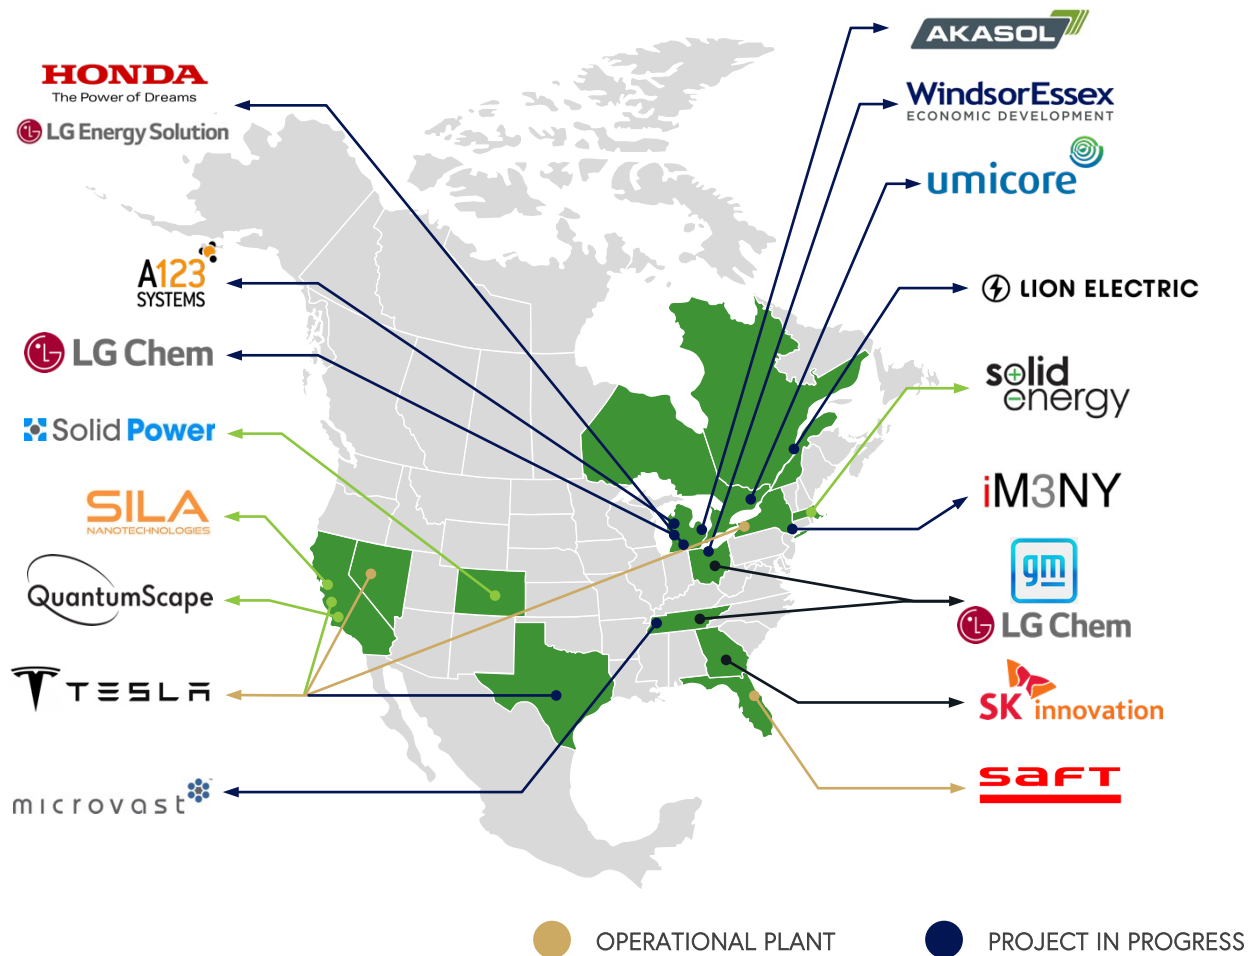 HONDA
The Power of Dreams
LG Energy Solution
A123
SYSTEMS
LG Chem
Solid Power
SILA
NANOTECHNOLOGIES
QuantumScape
TESLA
microvast
AKASOL
WindsorEssex
ECONOMIC DEVELOPMENT
umicore
LION ELECTRIC
solid
energy
iM3NY
gm
LG Chem
SK innovation
saft
OPERATIONAL PLANT
PROJECT IN PROGRESS